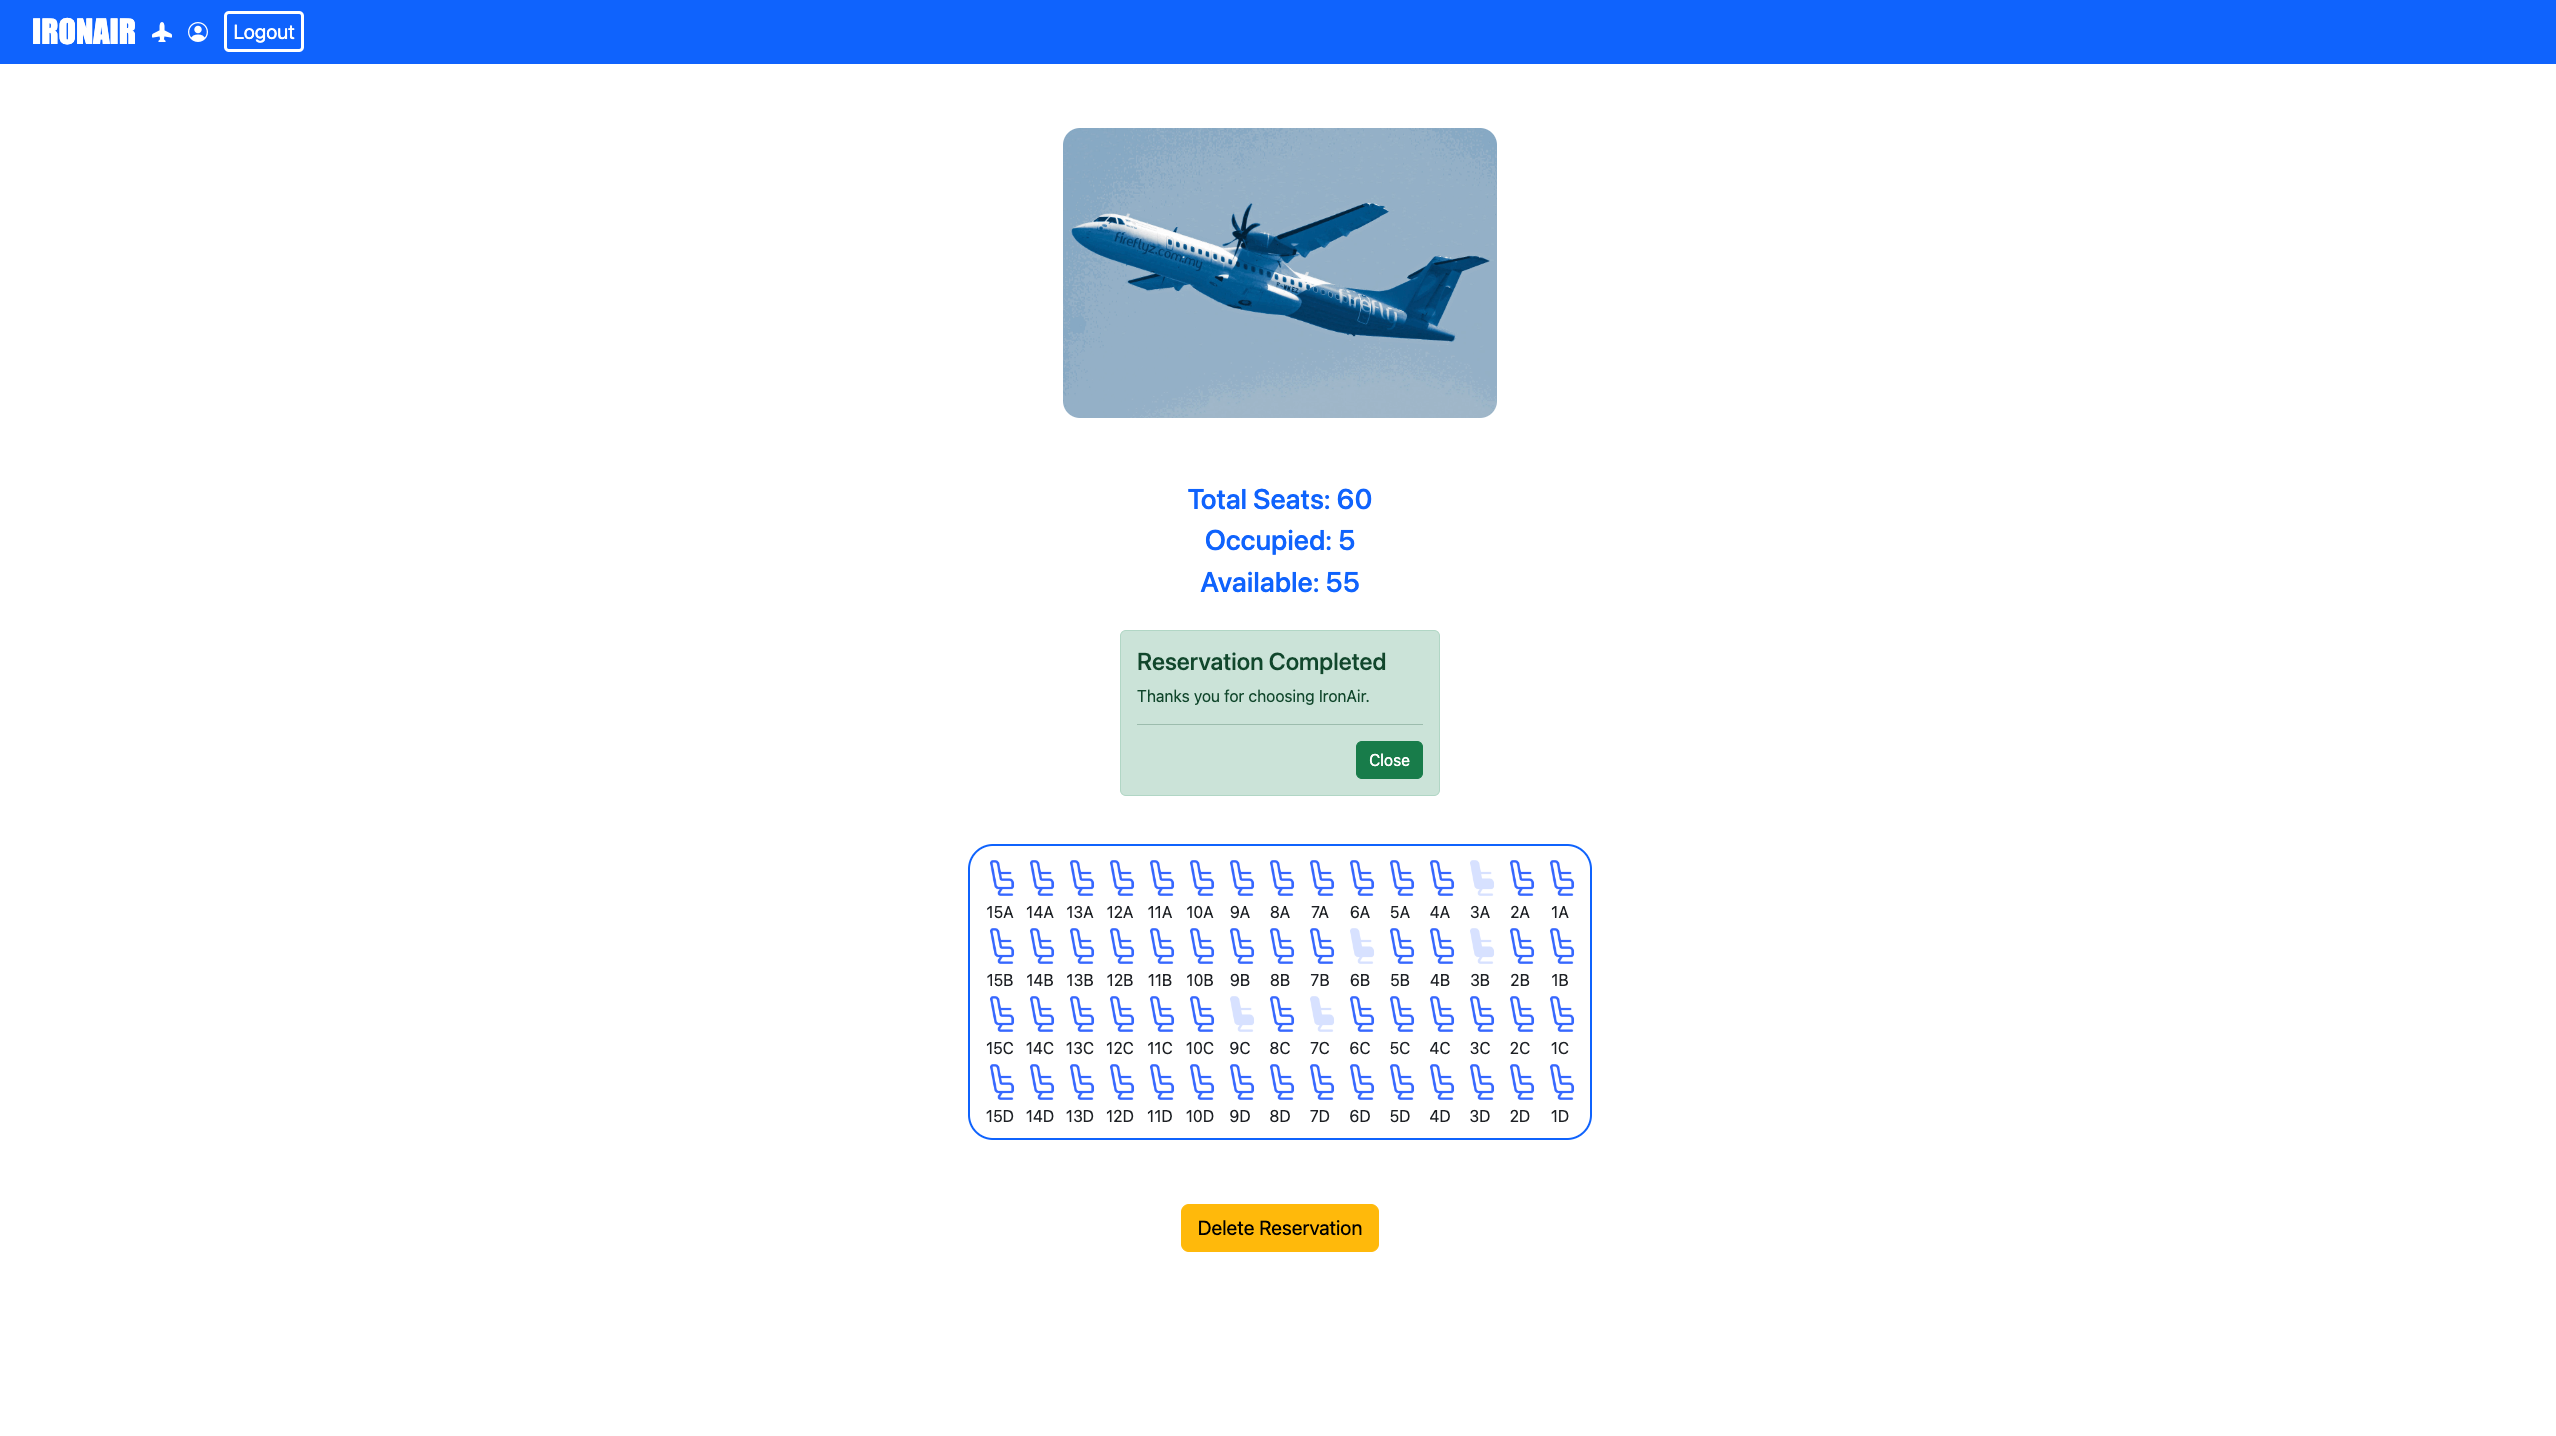 IRONAIR Logout
fireflyz.com.my
firefly
Total Seats: 60
Occupied: 5
Available: 55
Reservation Completed
Thanks you for choosing IronAir.
Close
15A 14A 13A 12A 11A 10A 9A 8A 7A 6A 5A 4A 3A 2A 1A
15B 14B 13B 12B 11B 10B 9B 8B 7B 6B 5B 4B 3B 2B 1B
15C 14C 13C 12C 11C 10C 9C 8C 7C 6C 5C 4C 3C 2C 1C
15D 14D 13D 12D 11D 10D 9D 8D 7D 6D 5D 4D 3D 2D 1D
Delete Reservation